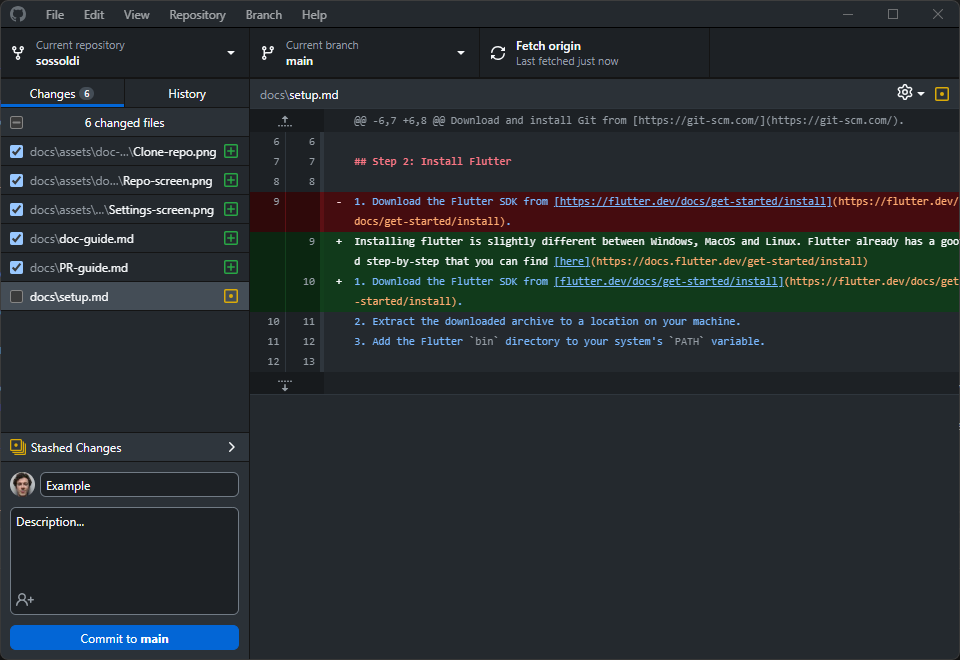 File Edit View Repository Branch Help
Current repository
sossoldi
Current branch
main
Fetch origin
Last fetched just now
Changes 6
History
6 changed files
docs\assets\doc-...\Clone-repo.png
docs\assets\do...\Repo-screen.png
docs\assets\...\Settings-screen.png
docs\doc-guide.md
docs\PR-guide.md
docs\setup.md
Stashed Changes
Example
Description...
Commit to main
docs\setup.md
@@ -6,7 +6,8 @@ Download and install Git from [https://git-scm.com/](https://git-scm.com/).
6 6
7 7 ## Step 2: Install Flutter
8 8
9 - 1. Download the Flutter SDK from [https://flutter.dev/docs/get-started/install](https://flutter.dev/
docs/get-started/install).
9 + Installing flutter is slightly different between Windows, MacOS and Linux. Flutter already has a goo
d step-by-step that you can find [here](https://docs.flutter.dev/get-started/install)
10 + 1. Download the Flutter SDK from [flutter.dev/docs/get-started/install](https://flutter.dev/docs/get
-started/install).
10 11 2. Extract the downloaded archive to a location on your machine.
11 12 3. Add the Flutter `bin` directory to your system's `PATH` variable.
12 13